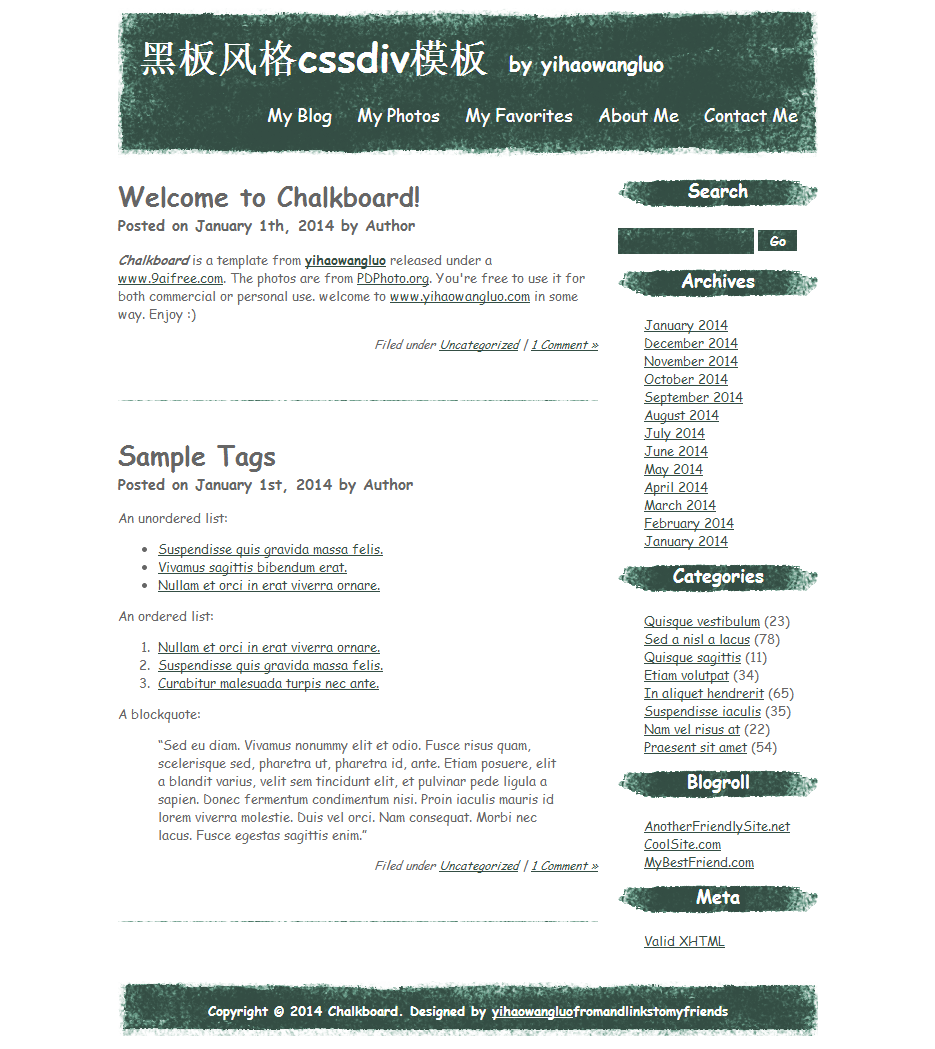 黑板风格cssdiv模板 by yihaowangluo
My Blog My Photos My Favorites About Me Contact Me
Welcome to Chalkboard!
Posted on January 1th, 2014 by Author
Chalkboard is a template from yihaowangluo released under a
www.9aifree.com. The photos are from PDPhoto.org. You're free to use it for
both commercial or personal use. welcome to www.yihaowangluo.com in some
way. Enjoy :)
Filed under Uncategorized | 1 Comment »
Sample Tags
Posted on January 1st, 2014 by Author
An unordered list:
• Suspendisse quis gravida massa felis.
• Vivamus sagittis bibendum erat.
• Nullam et orci in erat viverra ornare.
An ordered list:
1. Nullam et orci in erat viverra ornare.
2. Suspendisse quis gravida massa felis.
3. Curabitur malesuada turpis nec ante.
A blockquote:
“Sed eu diam. Vivamus nonummy elit et odio. Fusce risus quam,
scelerisque sed, pharetra ut, pharetra id, ante. Etiam posuere, elit
a blandit varius, velit sem tincidunt elit, et pulvinar pede ligula a
sapien. Donec fermentum condimentum nisi. Proin iaculis mauris id
lorem viverra molestie. Duis vel orci. Nam consequat. Morbi nec
lacus. Fusce egestas sagittis enim.”
Filed under Uncategorized | 1 Comment »
Search
Go
Archives
January 2014
December 2014
November 2014
October 2014
September 2014
August 2014
July 2014
June 2014
May 2014
April 2014
March 2014
February 2014
January 2014
Categories
Quisque vestibulum (23)
Sed a nisl a lacus (78)
Quisque sagittis (11)
Etiam volutpat (34)
In aliquet hendrerit (65)
Suspendisse iaculis (35)
Nam vel risus at (22)
Praesent sit amet (54)
Blogroll
AnotherFriendlySite.net
CoolSite.com
MyBestFriend.com
Meta
Valid XHTML
Copyright © 2014 Chalkboard. Designed by yihaowangluofromandlinkstomyfriends